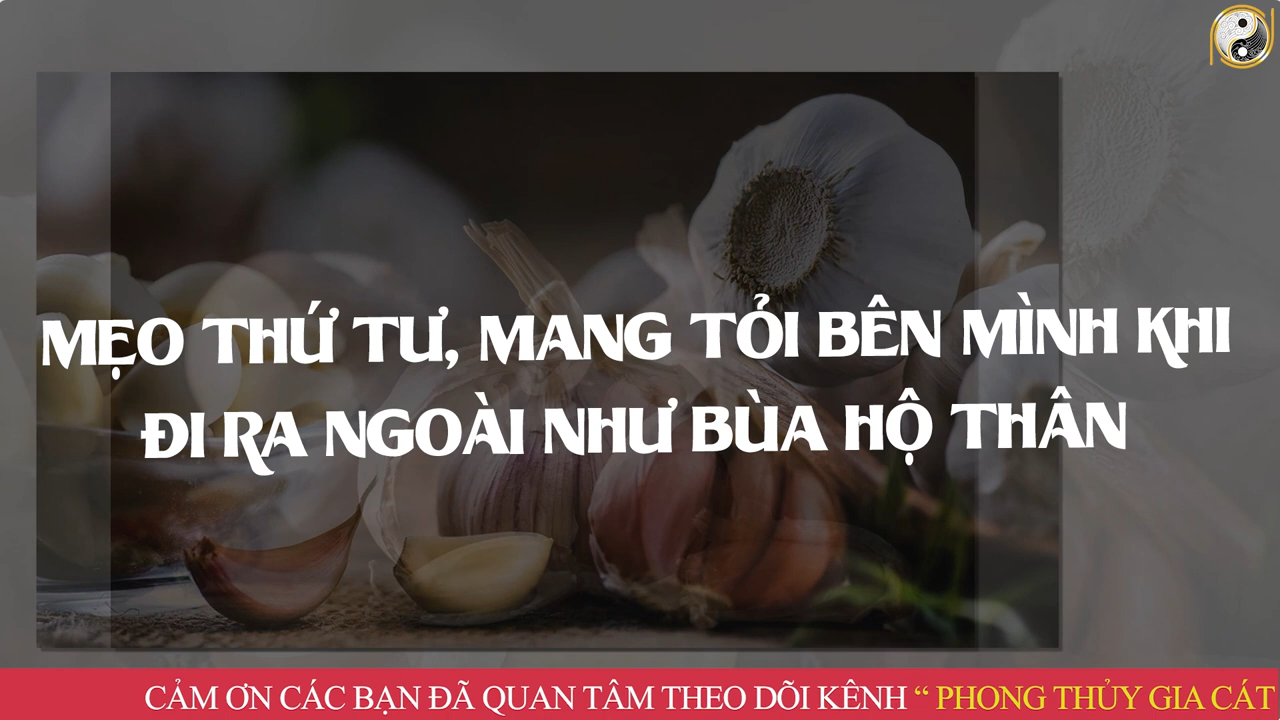 MẸO THỨ TƯ, MANG TỎI BÊN MÌNH KHI
ĐI RA NGOÀI NHƯ BÙA HỘ THÂN
CẢM ƠN CÁC BẠN ĐÃ QUAN TÂM THEO DÕI KÊNH “ PHONG THỦY GIA CÁT